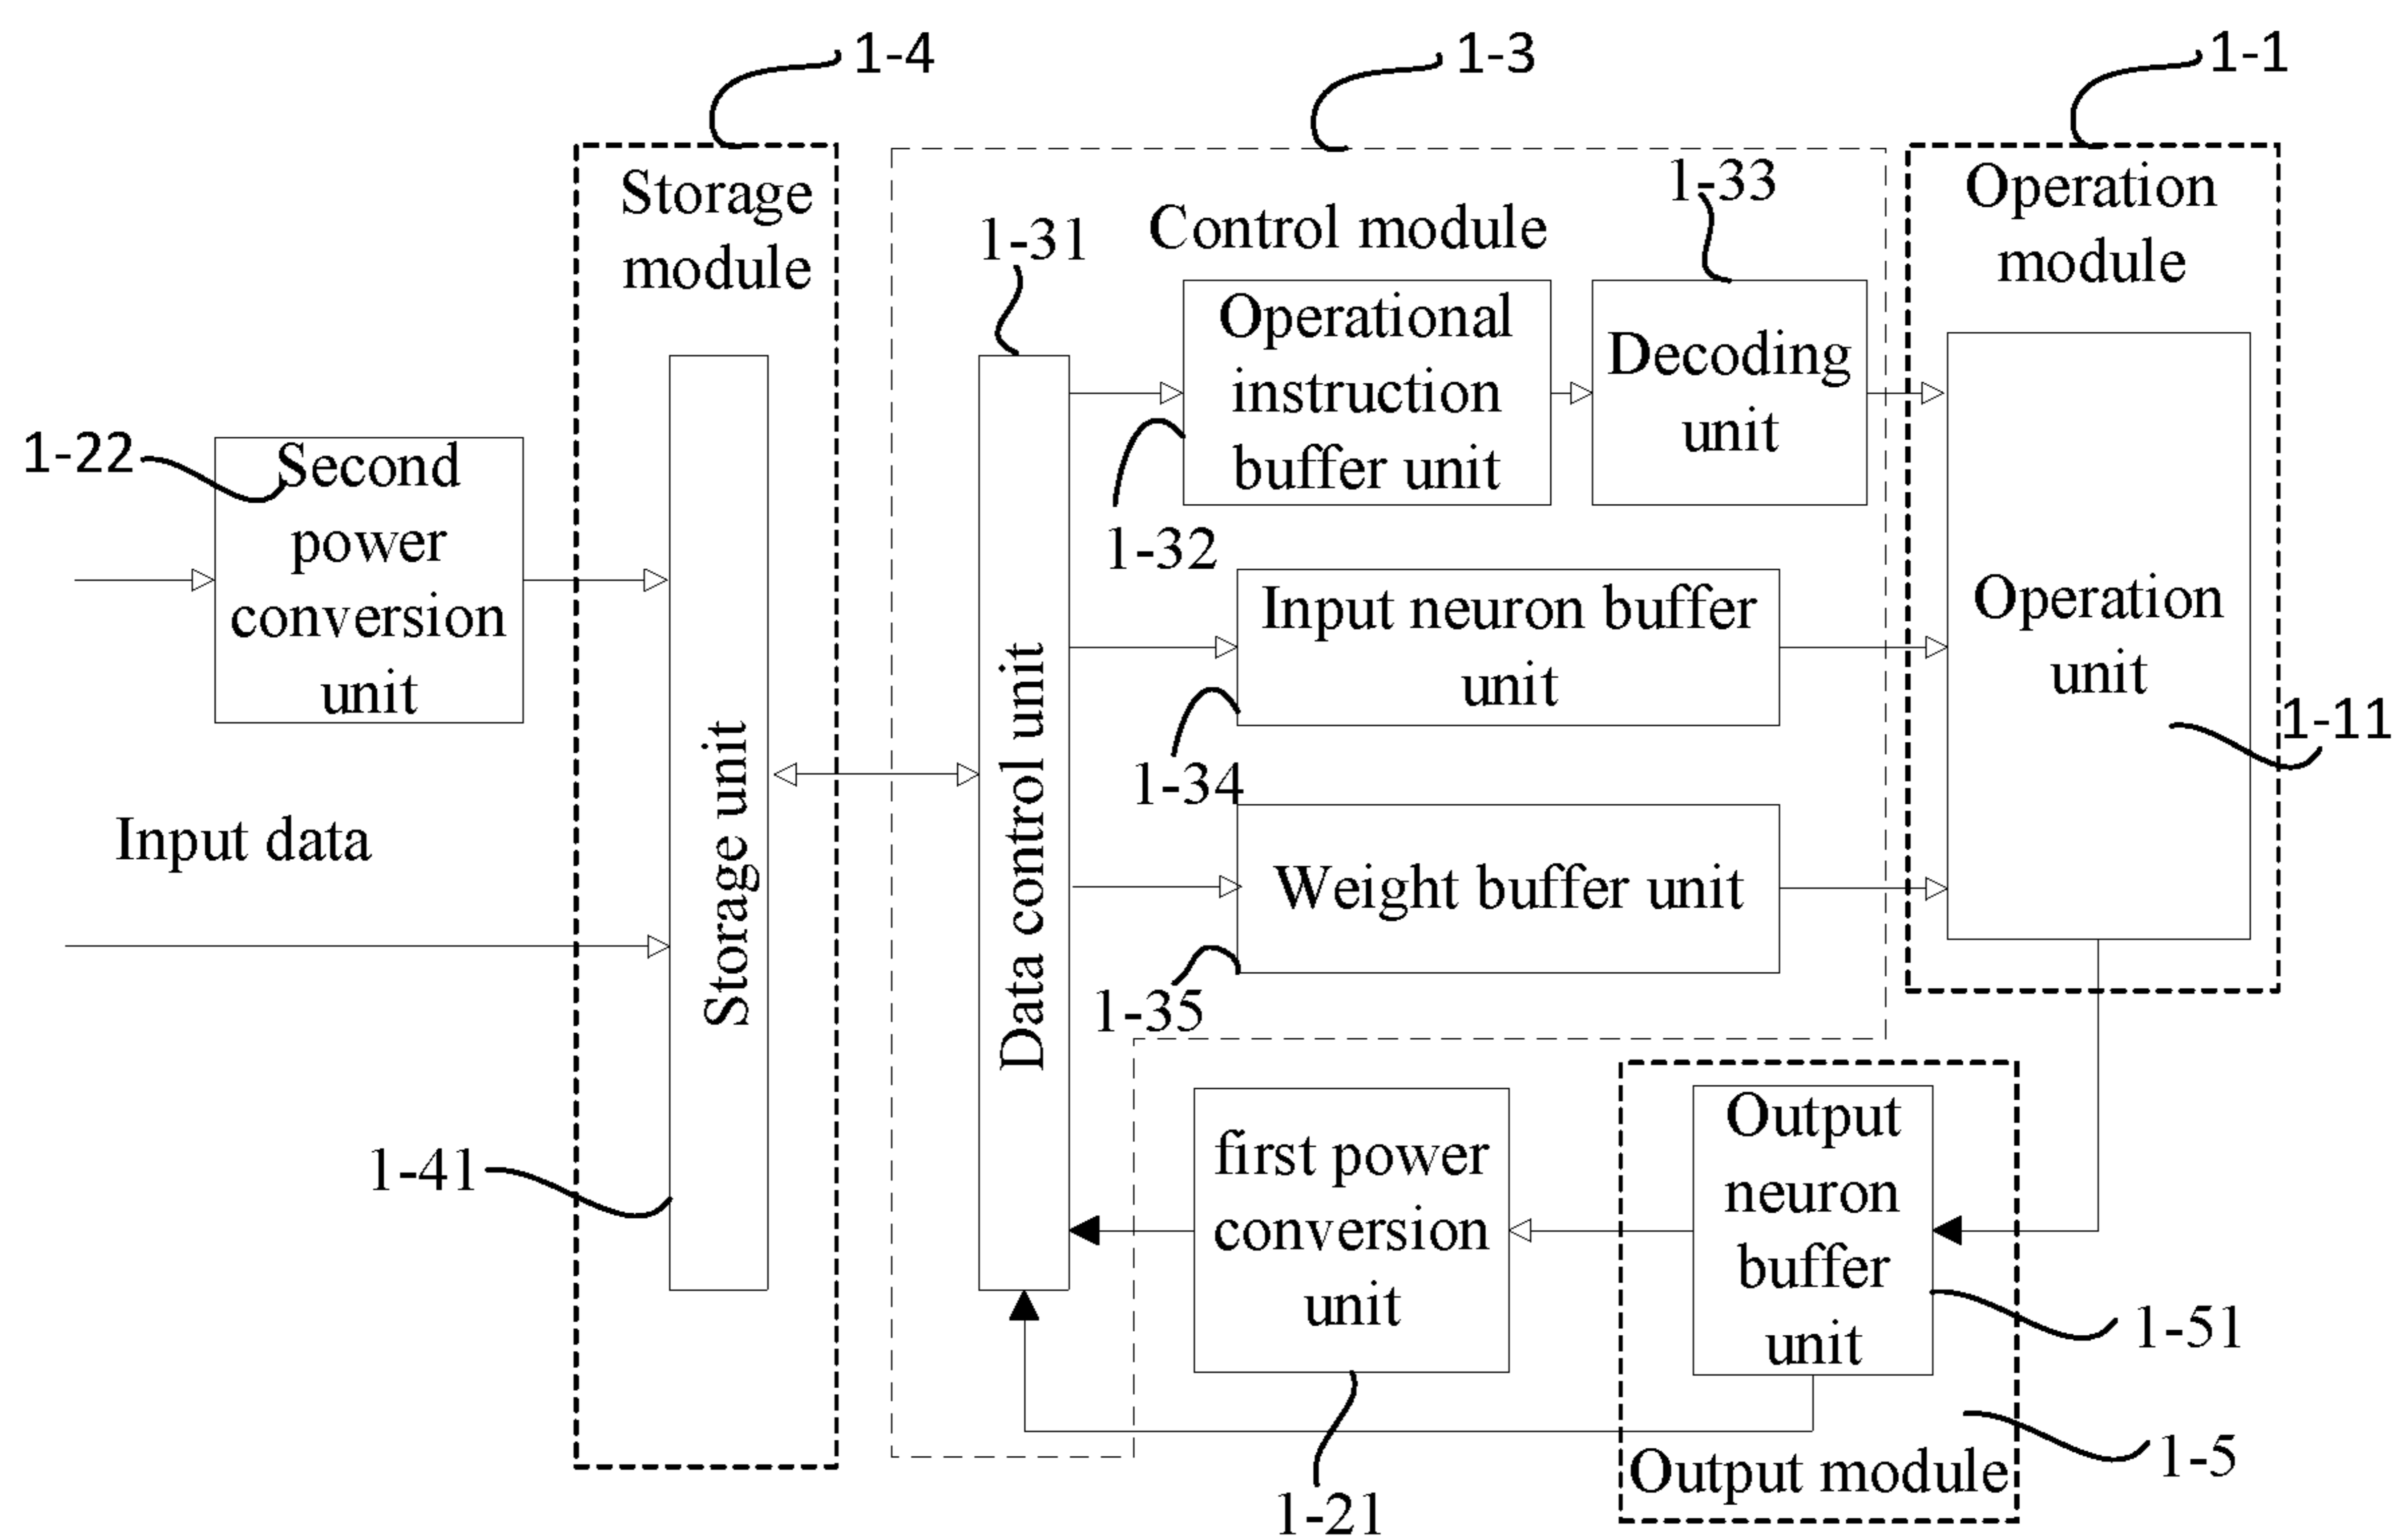 1-4
1-3
1-1
Storage
module
Control module
1-31
1-33
Operation
module
Operational
instruction
buffer unit
1-32
Decoding
unit
1-22
Second
power
conversion
unit
Input neuron buffer
unit
1-34
Operation
unit
1-11
Input data
Storage unit
Data control unit
Weight buffer unit
1-35
1-41
first power
conversion
unit
1-21
Output
neuron
buffer
unit
1-51
Output module
1-5